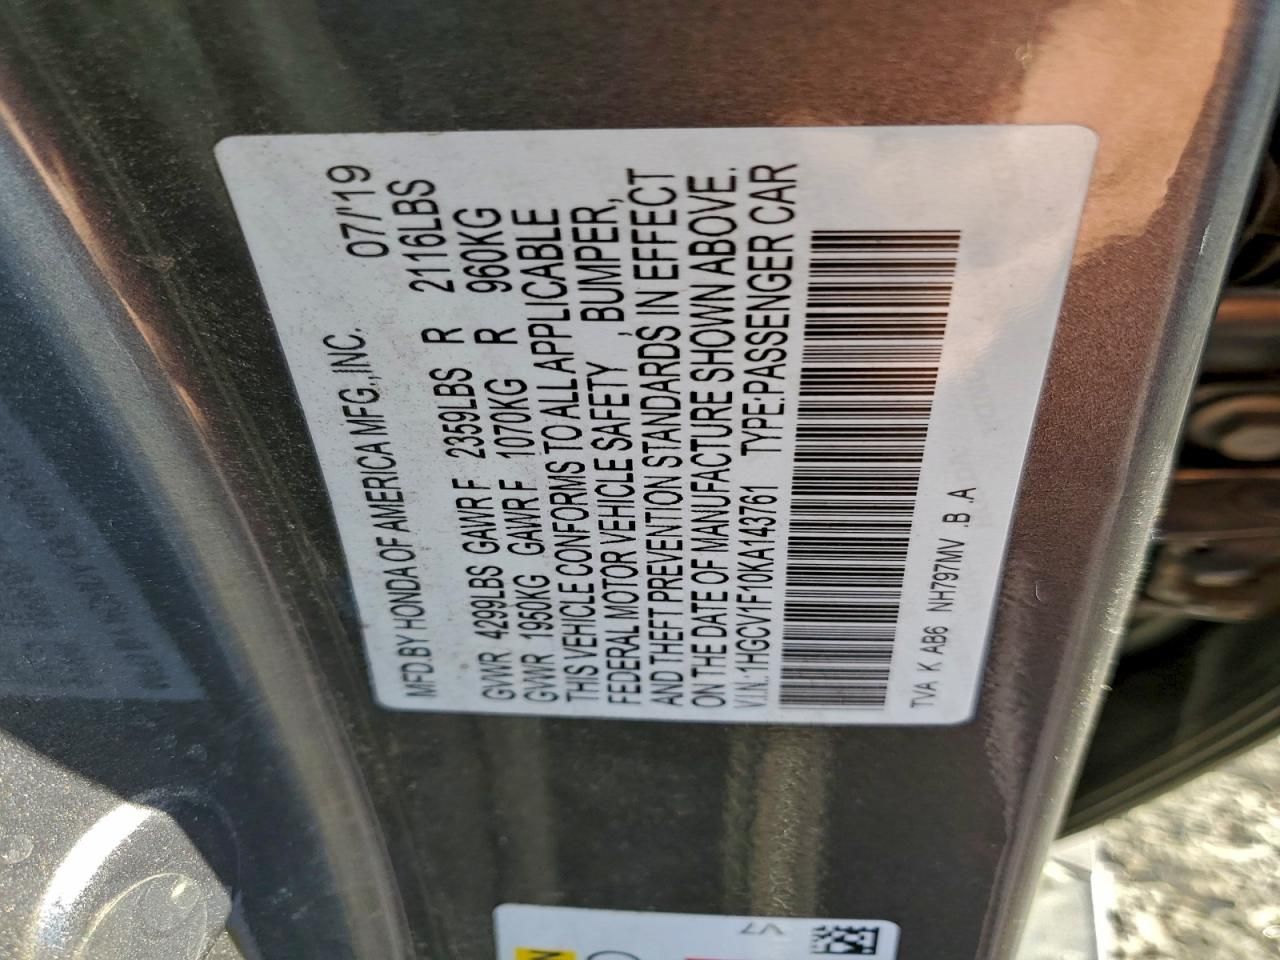 MFD.BY HONDA OF AMERICA MFG.,INC. 07/'19
GVWR 4299LBS GAWR F 2359LBS R 2116LBS
GVWR 1950KG GAWR F 1070KG R 960KG
THIS VEHICLE CONFORMS TO ALL APPLICABLE
FEDERAL MOTOR VEHICLE SAFETY ,BUMPER,
AND THEFT PREVENTION STANDARDS IN EFFECT
ON THE DATE OF MANUFACTURE SHOWN ABOVE.
V.I.N.:1HGCV1F10KA143761 TYPE:PASSENGER CAR
TVA K AB6 NH797MV B .A
V7